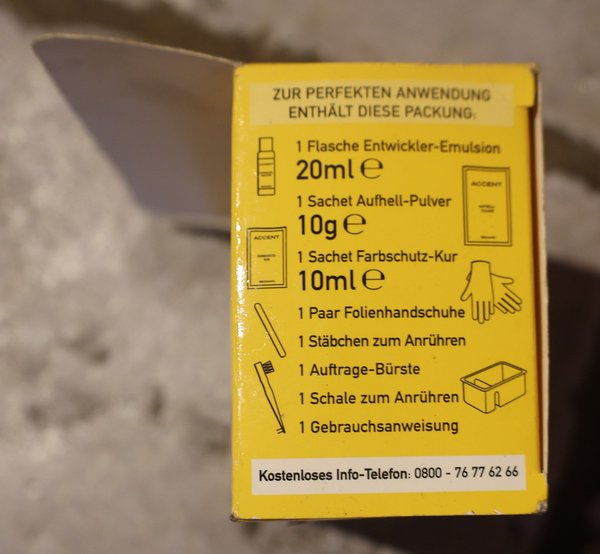 ZUR PERFEKTEN ANWENDUNG
ENTHÄLT DIESE PACKUNG:
1 Flasche Entwickler-Emulsion
20ml ℮
1 Sachet Aufhell-Pulver
ACCENT
10g ℮
ACCENT
1 Sachet Farbschutz-Kur
10ml ℮
1 Paar Folienhandschuhe
1 Stäbchen zum Anrühren
1 Auftrage-Bürste
1 Schale zum Anrühren
1 Gebrauchsanweisung
Kostenloses Info-Telefon: 0800 - 76 77 62 66